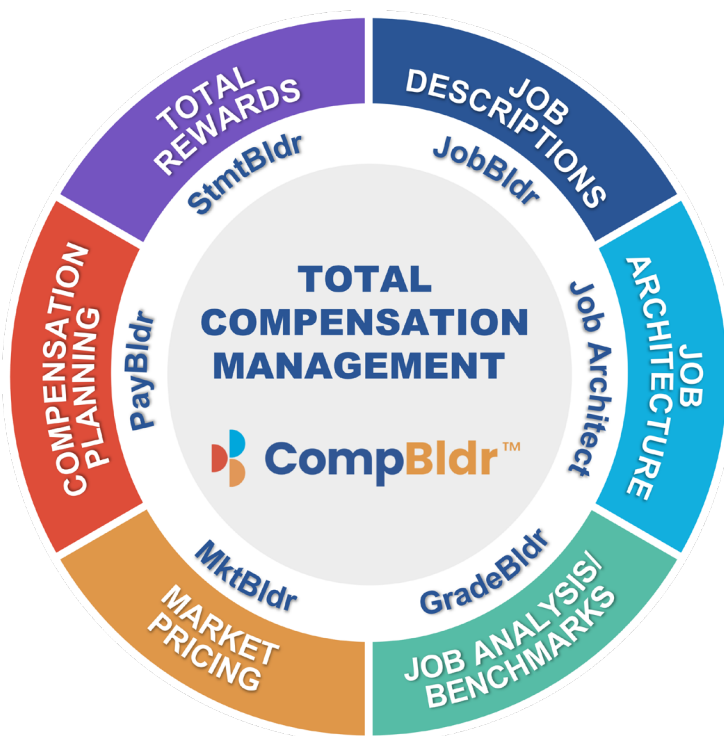 TOTAL
REWARDS
StmtBldr
JOB
DESCRIPTIONS
JobBldr
JOB
ARCHITECTURE
Job Architect
JOB ANALYSIS/
BENCHMARKS
GradeBldr
MARKET
PRICING
MktBldr
COMPENSATION
PLANNING
PayBldr
TOTAL
COMPENSATION
MANAGEMENT
CompBldr™